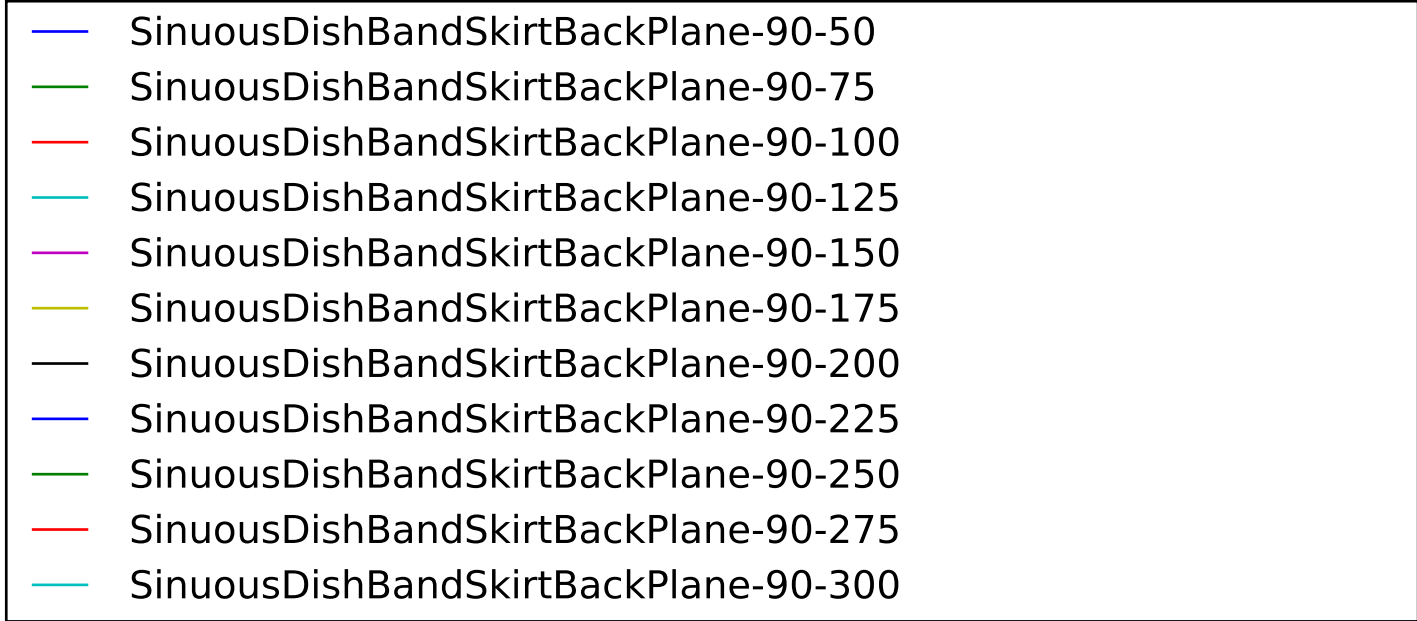 SinuousDishBandSkirtBackPlane-90-50
SinuousDishBandSkirtBackPlane-90-75
SinuousDishBandSkirtBackPlane-90-100
SinuousDishBandSkirtBackPlane-90-125
SinuousDishBandSkirtBackPlane-90-150
SinuousDishBandSkirtBackPlane-90-175
SinuousDishBandSkirtBackPlane-90-200
SinuousDishBandSkirtBackPlane-90-225
SinuousDishBandSkirtBackPlane-90-250
SinuousDishBandSkirtBackPlane-90-275
SinuousDishBandSkirtBackPlane-90-300